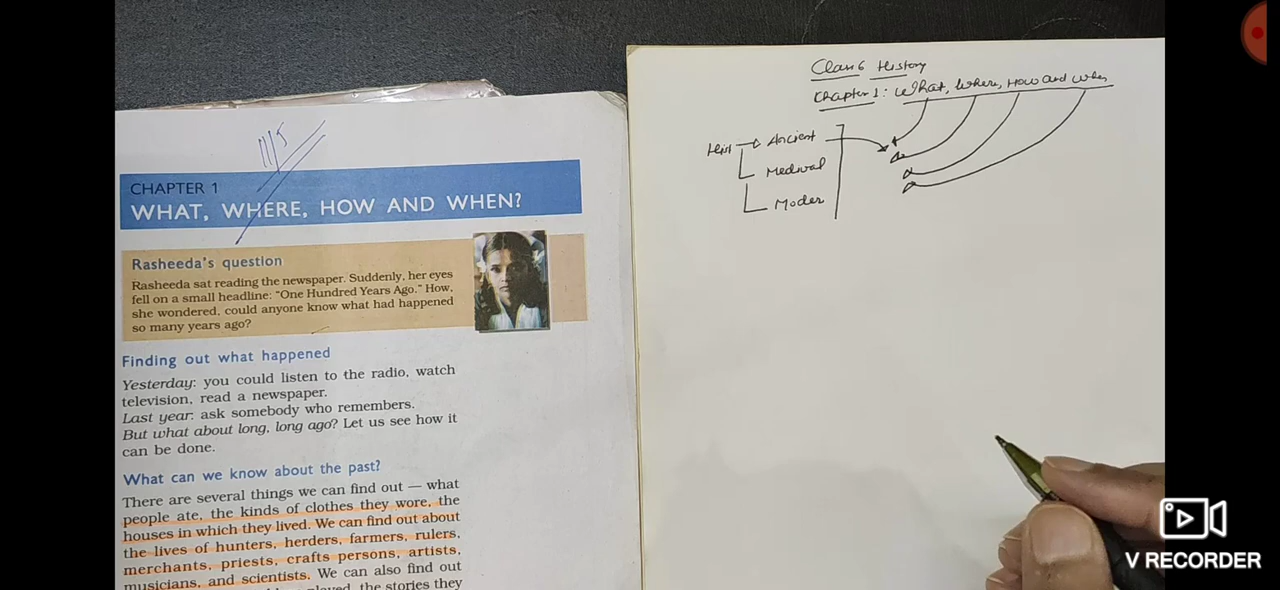 CHAPTER 1
WHAT, WHERE, HOW AND WHEN?
Rasheeda's question
Rasheeda sat reading the newspaper. Suddenly, her eyes
fell on a small headline: "One Hundred Years Ago." How,
she wondered, could anyone know what had happened
so many years ago?
Finding out what happened
Yesterday: you could listen to the radio, watch
television, read a newspaper.
Last year: ask somebody who remembers.
But what about long, long ago? Let us see how it
can be done.
What can we know about the past?
There are several things we can find out — what
people ate, the kinds of clothes they wore, the
houses in which they lived. We can find out about
the lives of hunters, herders, farmers, rulers,
merchants, priests, crafts persons, artists,
musicians, and scientists. We can also find out
the stories they
Class 6 History
Chapter 1: What, Where, How and When
Hist Ancient
Medival
Moder
V RECORDER